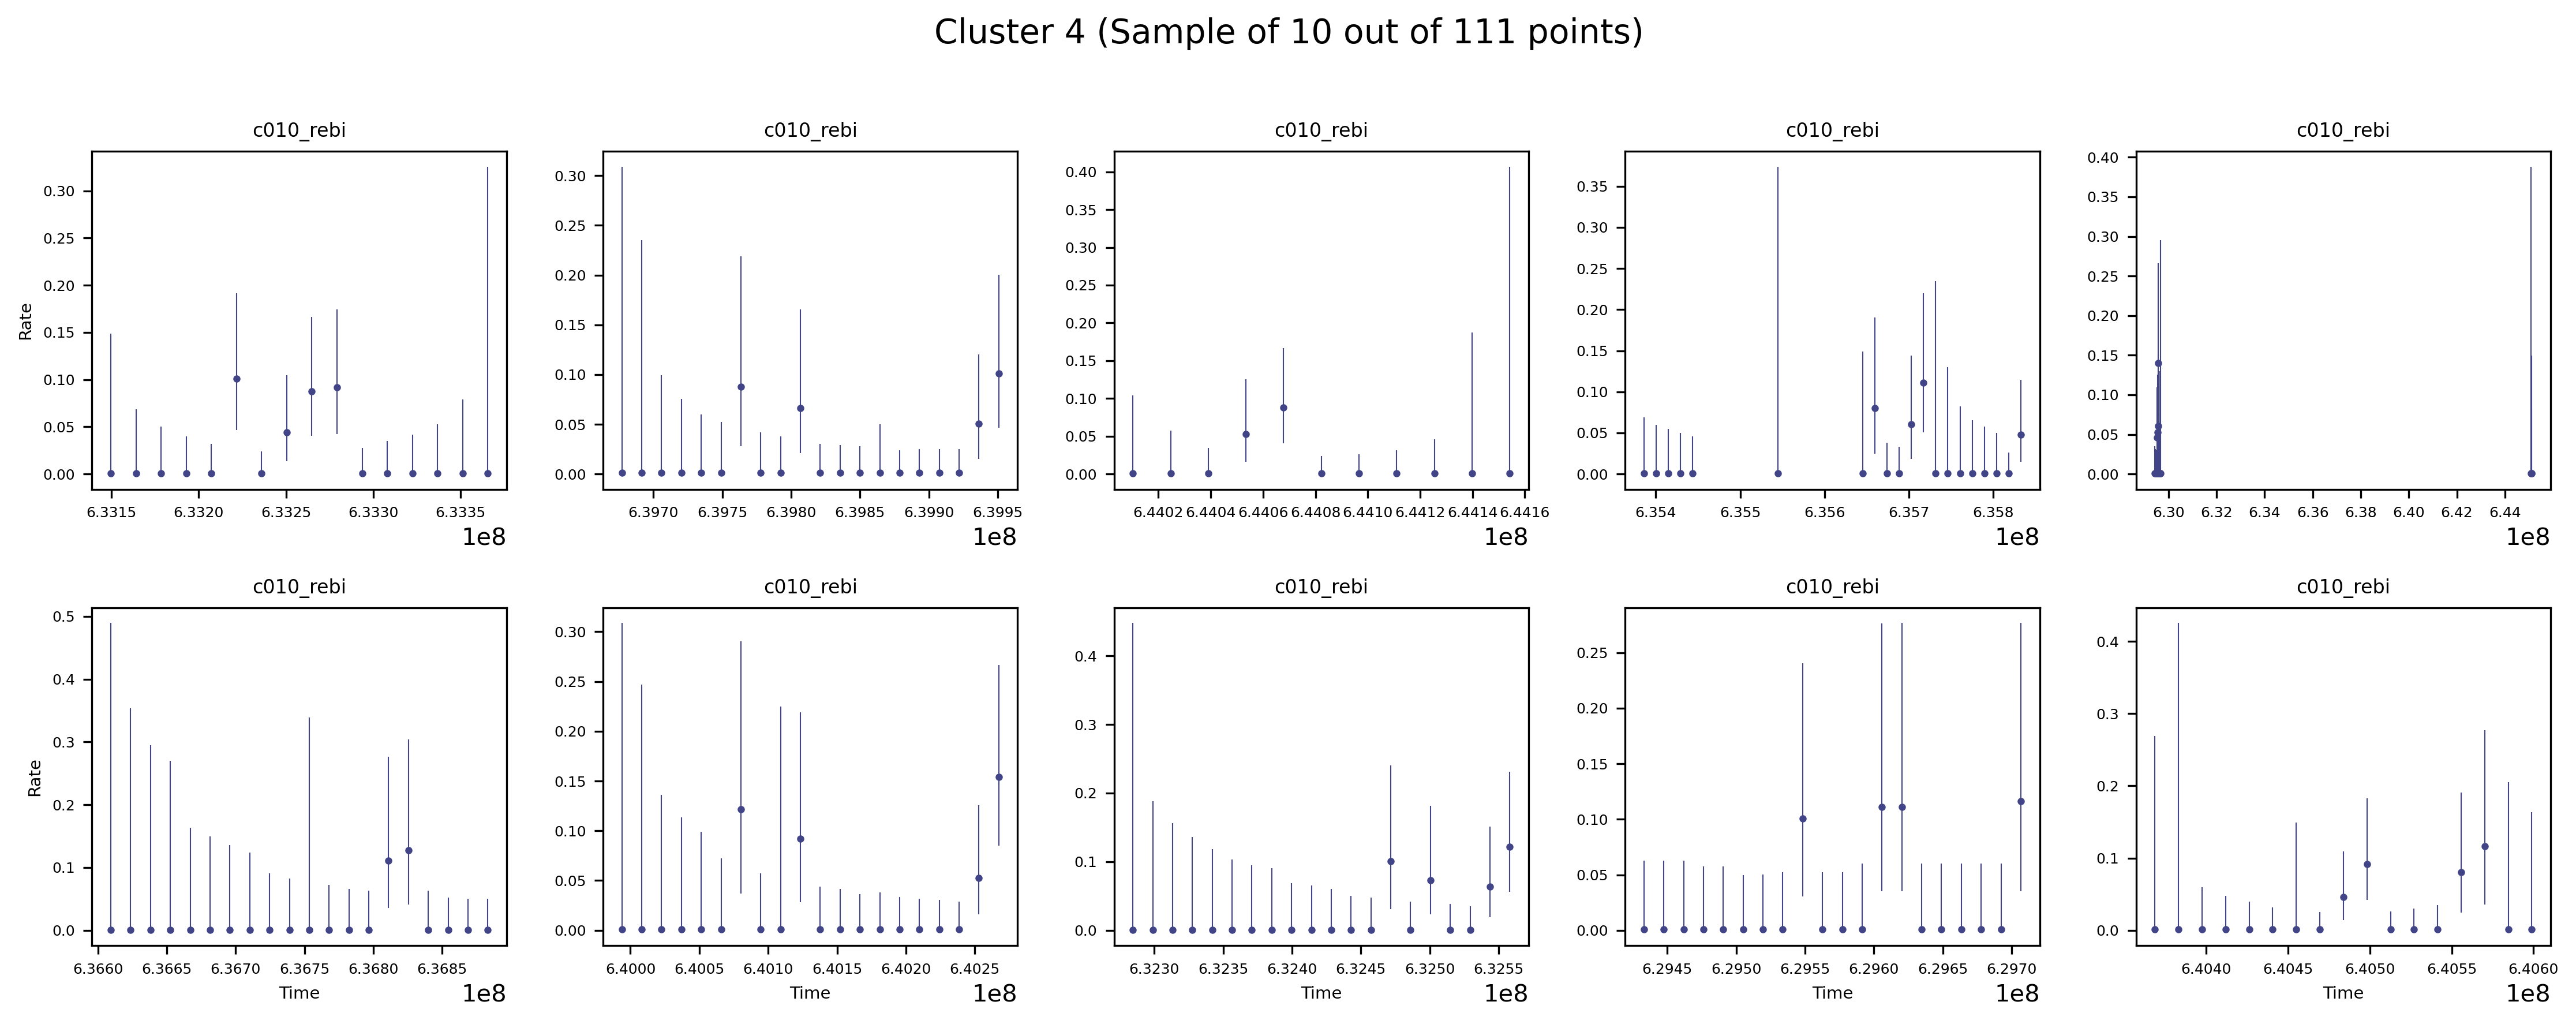 Cluster 4 (Sample of 10 out of 111 points)
c010_rebi c010_rebi c010_rebi c010_rebi c010_rebi
Rate
0.30 0.25 0.20 0.15 0.10 0.05 0.00
6.3315 6.3320 6.3325 6.3330 6.3335
1e8
0.30 0.25 0.20 0.15 0.10 0.05 0.00
6.3970 6.3975 6.3980 6.3985 6.3990 6.3995
1e8
0.40 0.35 0.30 0.25 0.20 0.15 0.10 0.05 0.00
6.4402 6.4404 6.4406 6.4408 6.4410 6.4412 6.4414 6.4416
1e8
0.35 0.30 0.25 0.20 0.15 0.10 0.05 0.00
6.354 6.355 6.356 6.357 6.358
1e8
0.40 0.35 0.30 0.25 0.20 0.15 0.10 0.05 0.00
6.30 6.32 6.34 6.36 6.38 6.40 6.42 6.44
1e8
c010_rebi c010_rebi c010_rebi c010_rebi c010_rebi
Rate
0.5 0.4 0.3 0.2 0.1 0.0
6.3660 6.3665 6.3670 6.3675 6.3680 6.3685
Time 1e8
0.30 0.25 0.20 0.15 0.10 0.05 0.00
6.4000 6.4005 6.4010 6.4015 6.4020 6.4025
Time 1e8
0.4 0.3 0.2 0.1 0.0
6.3230 6.3235 6.3240 6.3245 6.3250 6.3255
Time 1e8
0.25 0.20 0.15 0.10 0.05 0.00
6.2945 6.2950 6.2955 6.2960 6.2965 6.2970
Time 1e8
0.4 0.3 0.2 0.1 0.0
6.4040 6.4045 6.4050 6.4055 6.4060
Time 1e8